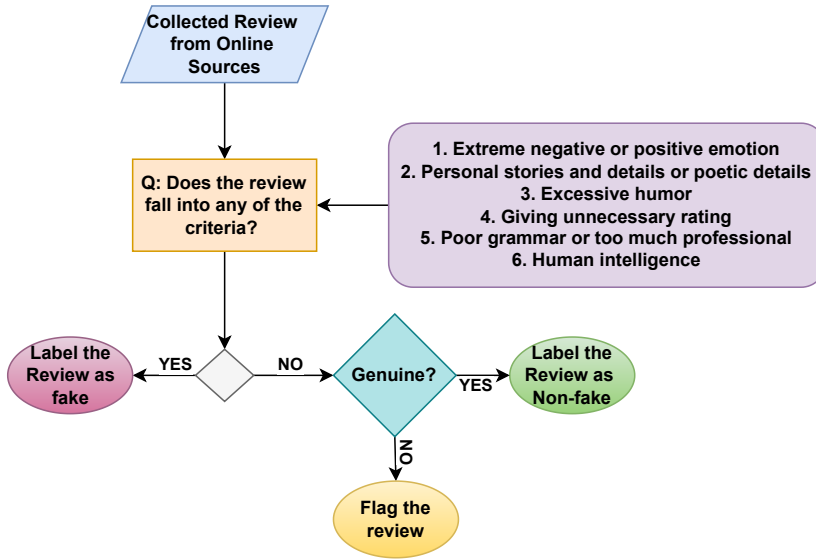 Collected Review
from Online
Sources
Q: Does the review
fall into any of the
criteria?
1. Extreme negative or positive emotion
2. Personal stories and details or poetic details
3. Excessive humor
4. Giving unnecessary rating
5. Poor grammar or too much professional
6. Human intelligence
Label the
Review as
fake
YES
NO
Genuine?
YES
Label the
Review as
Non-fake
NO
Flag the
review